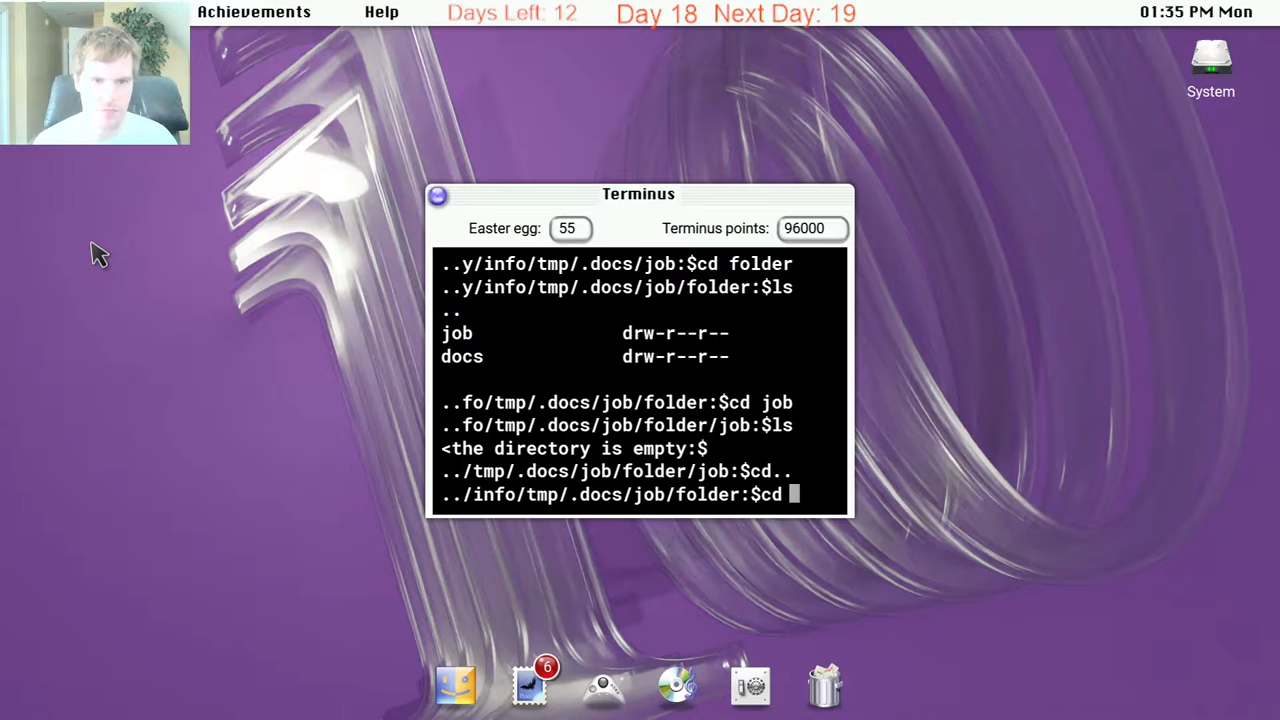 Achievements Help Days Left: 12 Day 18 Next Day: 19 01:35 PM Mon
System
Terminus
Easter egg: 55 Terminus points: 96000
..y/info/tmp/.docs/job:$cd folder
..y/info/tmp/.docs/job/folder:$ls
..
job drw-r--r--
docs drw-r--r--
..fo/tmp/.docs/job/folder:$cd job
..fo/tmp/.docs/job/folder/job:$ls
<the directory is empty:$
../tmp/.docs/job/folder/job:$cd..
../info/tmp/.docs/job/folder:$cd
6